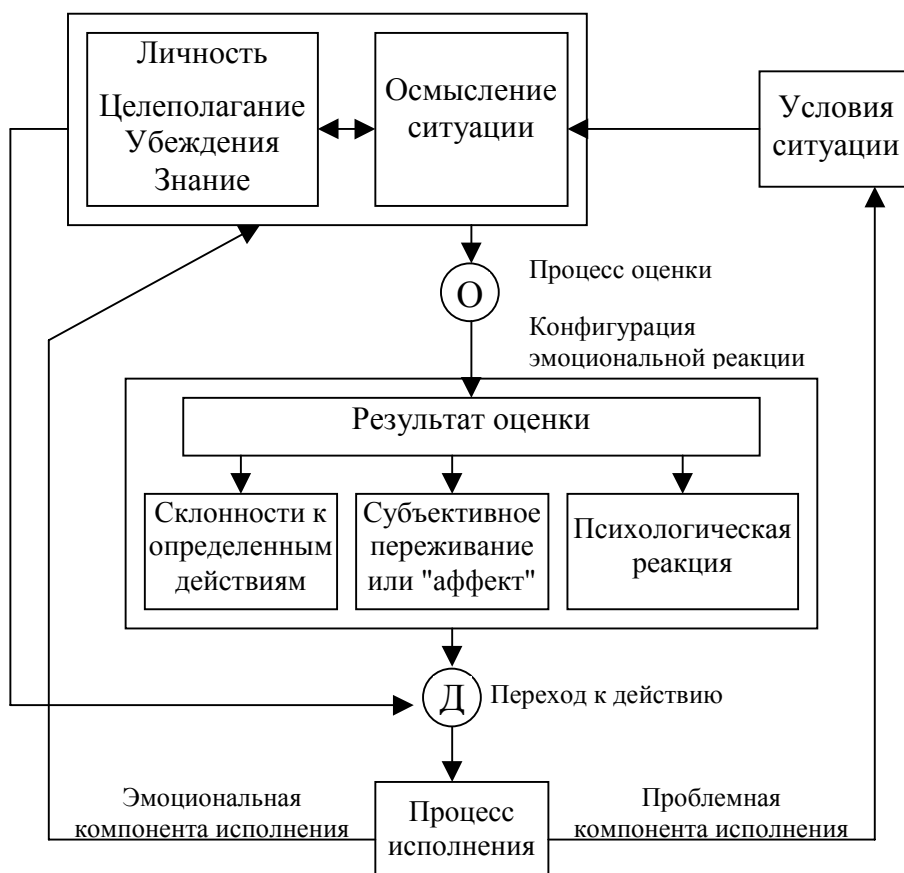 Личность
Целеполагание
Убеждения
Знание
Осмысление
ситуации
Условия
ситуации
О
Процесс оценки
Конфигурация
эмоциональной реакции
Результат оценки
Склонности к
определенным
действиям
Субъективное
переживание
или "аффект"
Психологическая
реакция
Д
Переход к действию
Эмоциональная
компонента исполнения
Процесс
исполнения
Проблемная
компонента исполнения